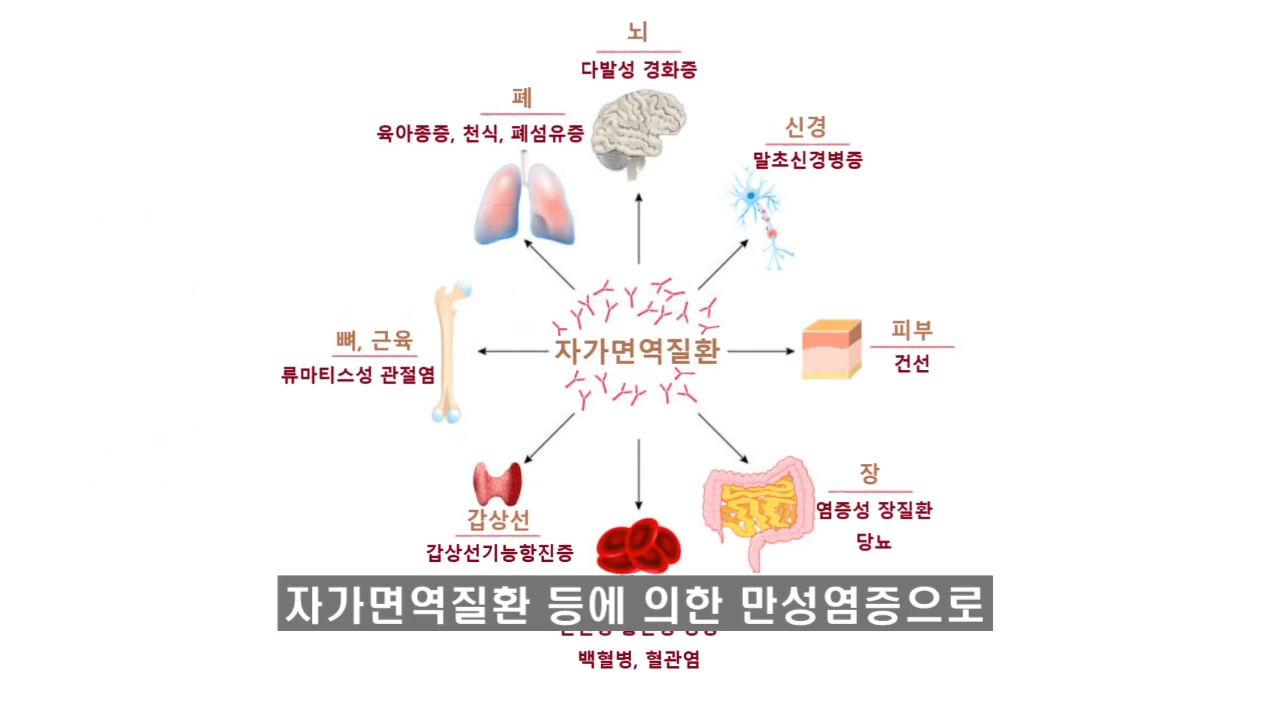 뇌
다발성 경화증
폐
육아종증, 천식, 폐섬유증
신경
말초신경병증
뼈, 근육
류마티스성 관절염
자가면역질환
피부
건선
장
염증성 장질환
당뇨
갑상선
갑상선기능항진증
자가면역질환 등에 의한 만성염증으로
백혈병, 혈관염